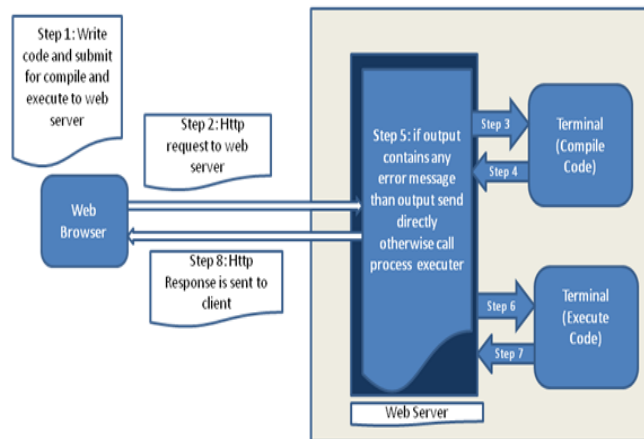 Step 1: Write
code and submit
for compile and
execute to web
server
Step 2: Http
request to web
server
Web
Browser
Step 8: Http
Response is sent to
client
Step 5: if output
contains any
error message
than output send
directly
otherwise call
process executer
Step 3
Step 4
Terminal
(Compile
Code)
Step 6
Step 7
Terminal
(Execute
Code)
Web Server